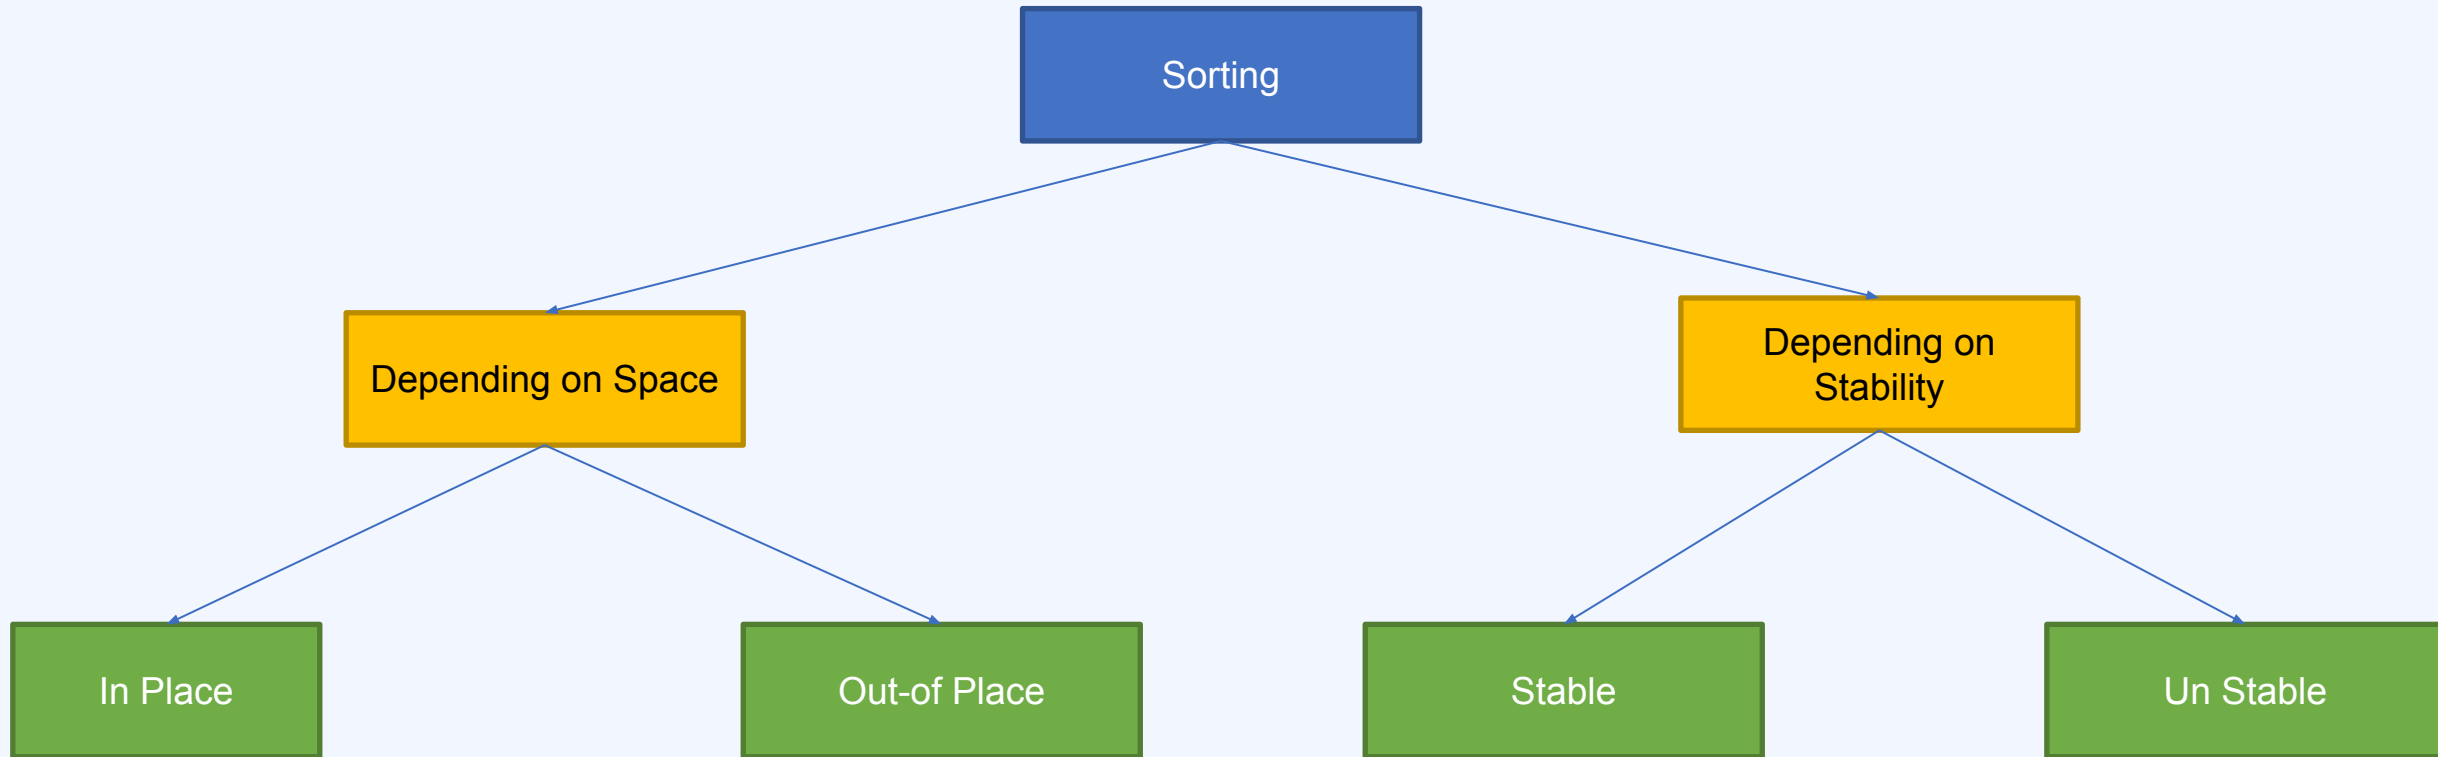 Sorting
Depending on Space
Depending on
Stability
In Place
Out-of Place
Stable
Un Stable